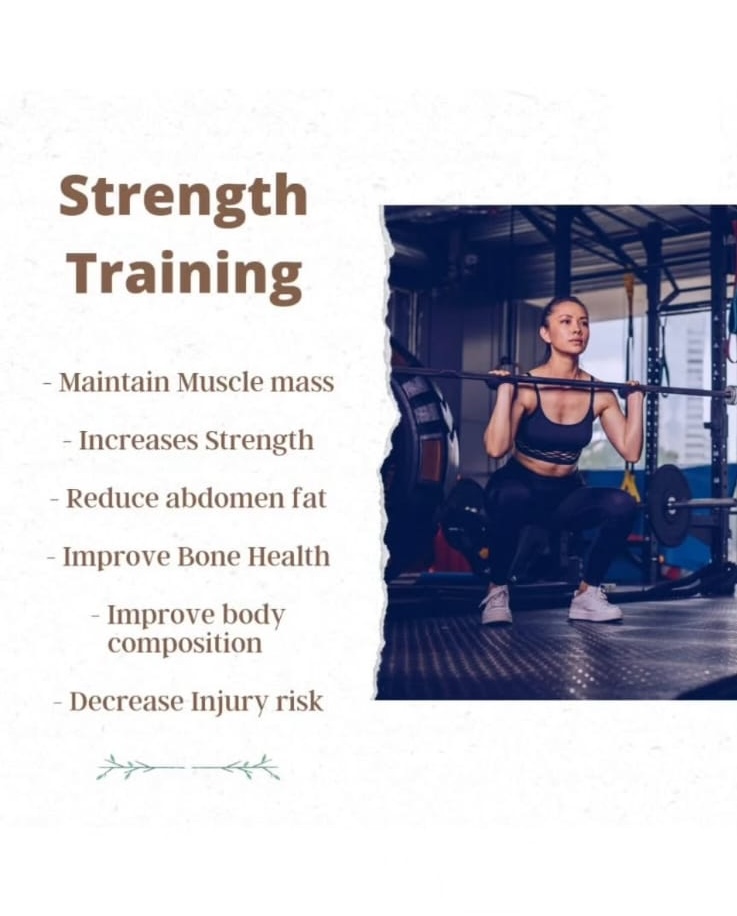 Strength
Training
- Maintain Muscle mass
- Increases Strength
- Reduce abdomen fat
- Improve Bone Health
- Improve body
composition
- Decrease Injury risk